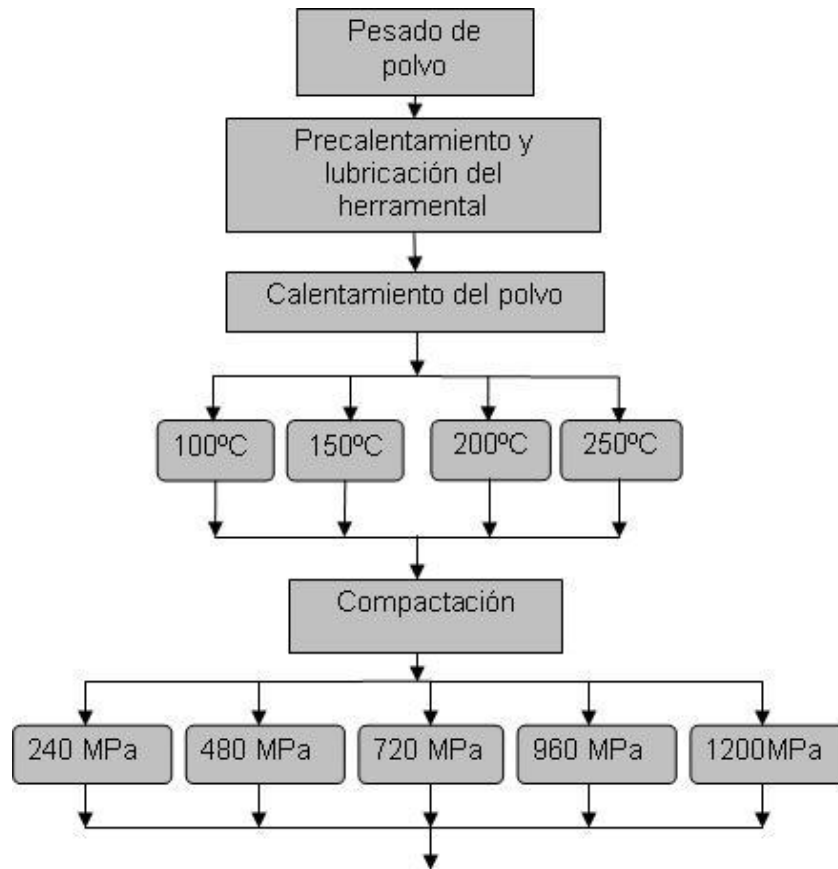 Pesado de
polvo
Precalentamiento y
lubricación del
herramental
Calentamiento del polvo
100ºC
150ºC
200ºC
250ºC
Compactación
240 MPa
480 MPa
720 MPa
960 MPa
1200MPa